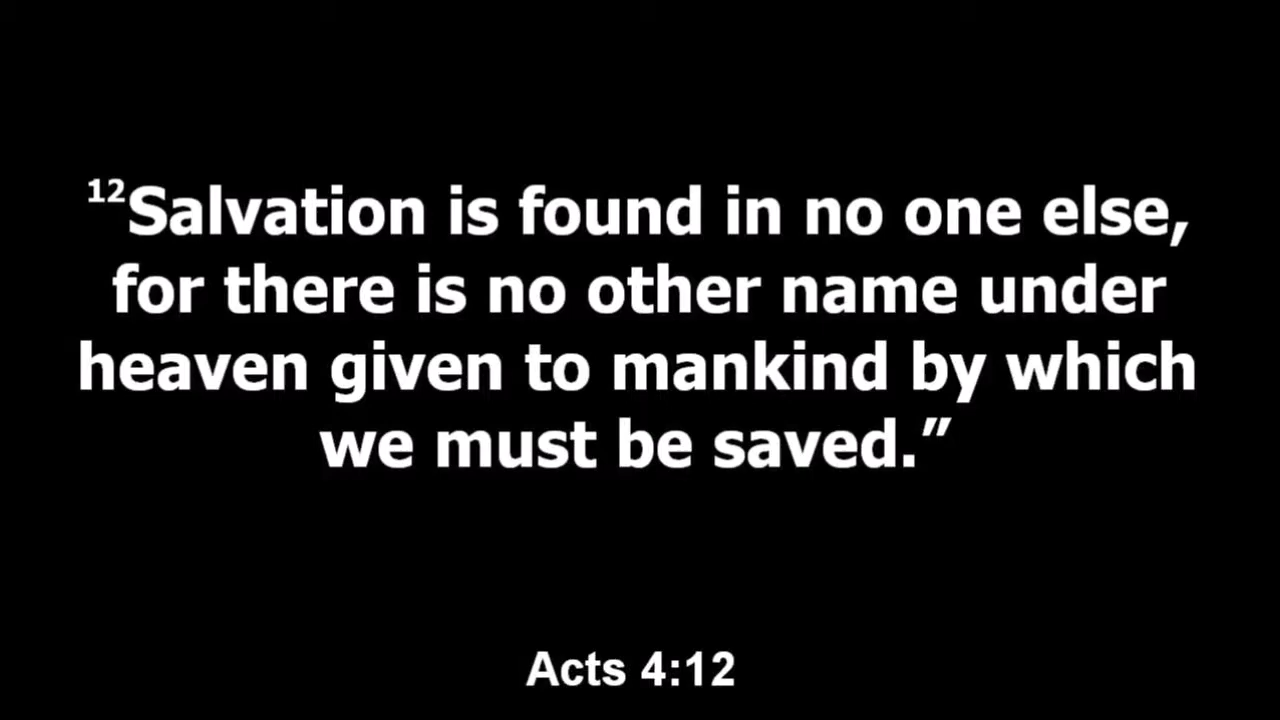 12Salvation is found in no one else,
for there is no other name under
heaven given to mankind by which
we must be saved.”
Acts 4:12